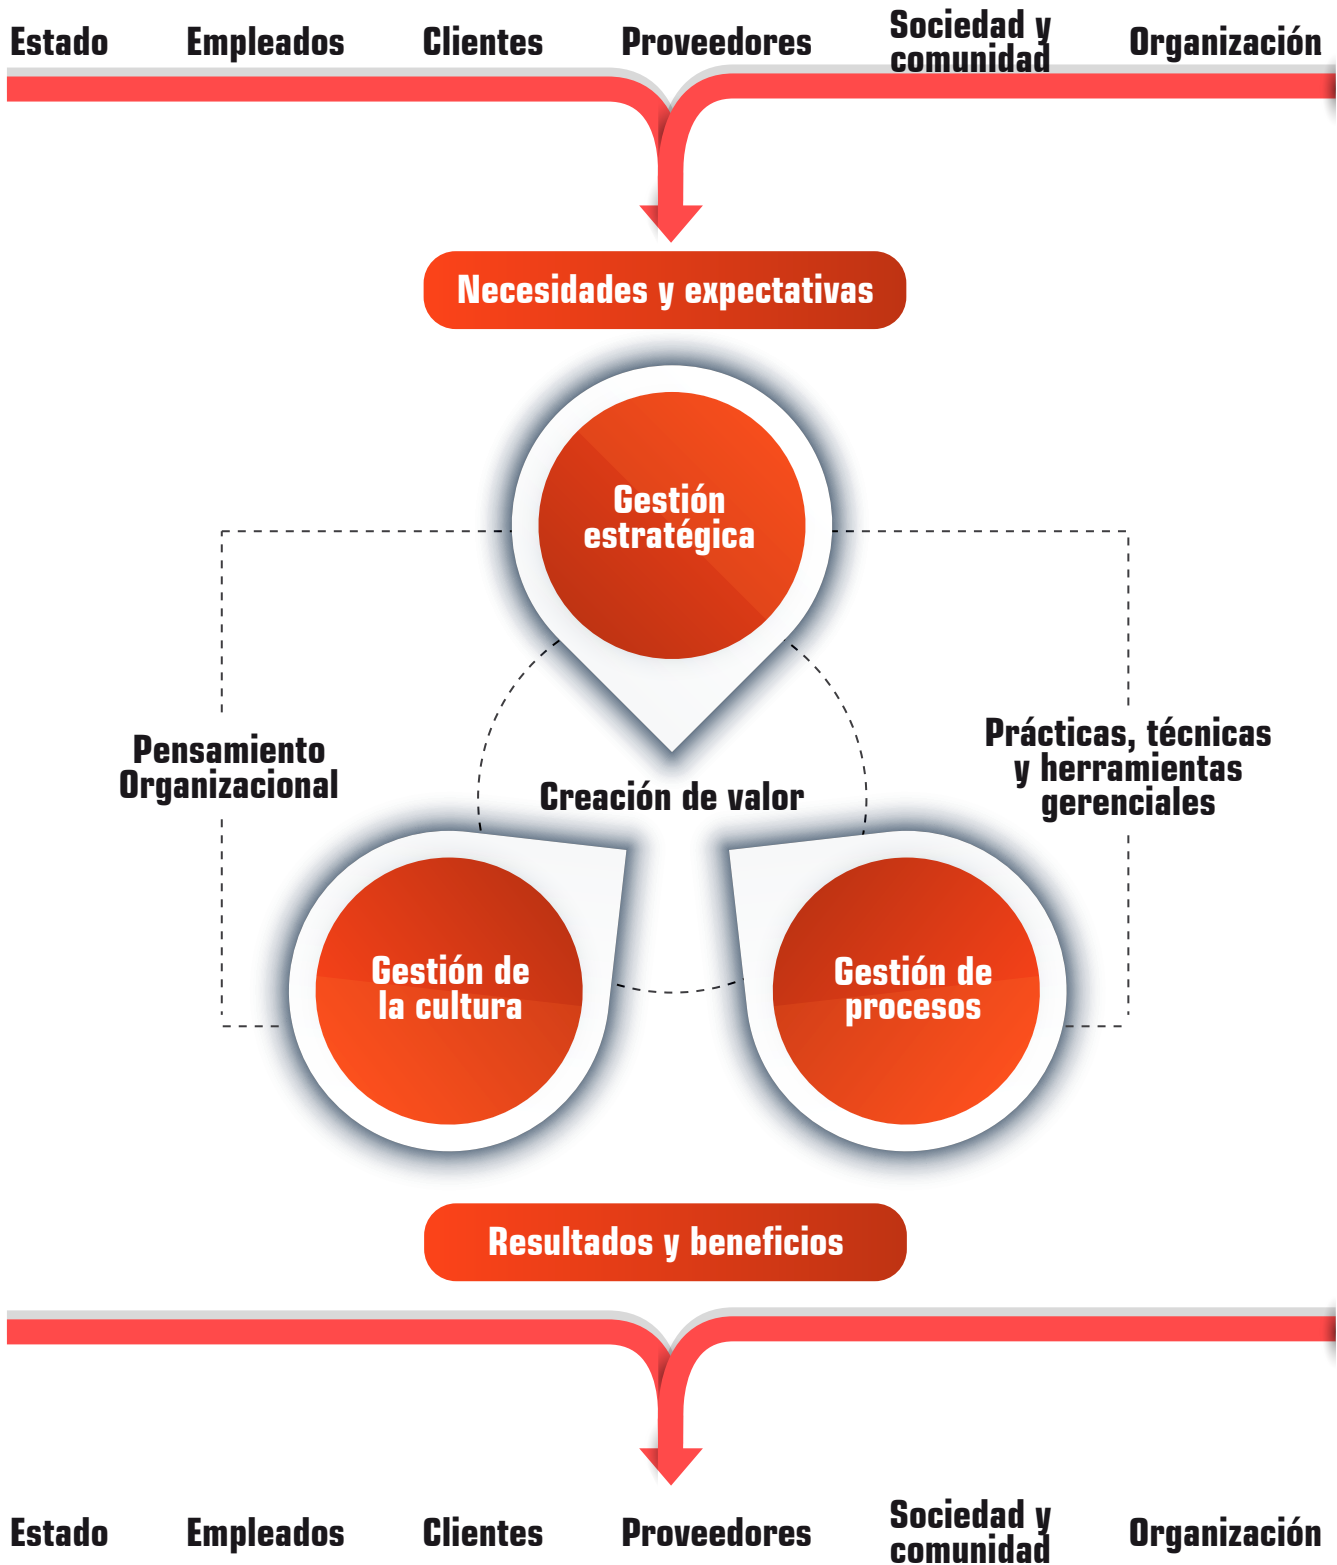 Estado
Empleados
Clientes
Proveedores
Sociedad y
comunidad
Organización
Necesidades y expectativas
Gestión
estratégica
Pensamiento
Organizacional
Creación de valor
Prácticas, técnicas
y herramientas
gerenciales
Gestión de
la cultura
Gestión de
procesos
Resultados y beneficios
Estado
Empleados
Clientes
Proveedores
Sociedad y
comunidad
Organización